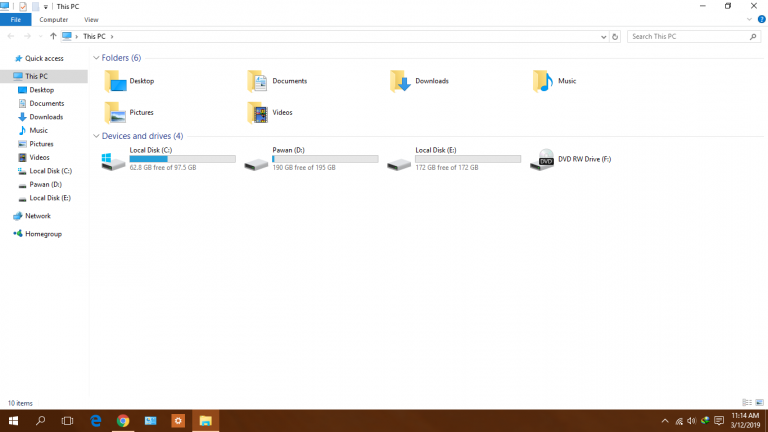 This PC
File Computer View
This PC
Search This PC
Quick access
This PC
Desktop
Documents
Downloads
Music
Pictures
Videos
Local Disk (C:)
Pawan (D:)
Local Disk (E:)
Network
Homegroup
Folders (6)
Desktop Documents Downloads Music
Pictures Videos
Devices and drives (4)
Local Disk (C:)
62.8 GB free of 97.5 GB
Pawan (D:)
190 GB free of 195 GB
Local Disk (E:)
172 GB free of 172 GB
DVD RW Drive (F:)
DVD
10 items
11:14 AM
3/12/2019